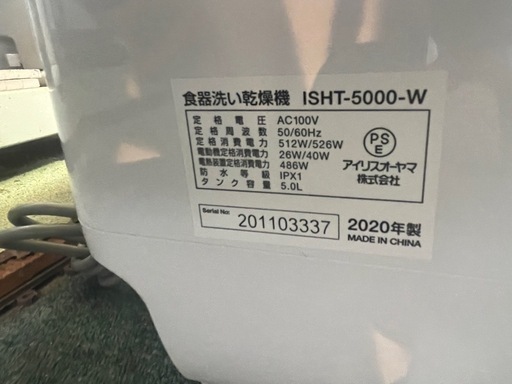 食器洗い乾燥機 ISHT-5000-W
定格電圧 AC100V
定格周波数 50/60Hz
定格消費電力 512W/526W
電動機定格消費電力 26W/40W
電熱装置定格消費電力 486W
防水等級 IPX1
タンク容量 5.0L
PSE
アイリスオーヤマ
株式会社
Serial No: 201103337
2020年製
MADE IN CHINA